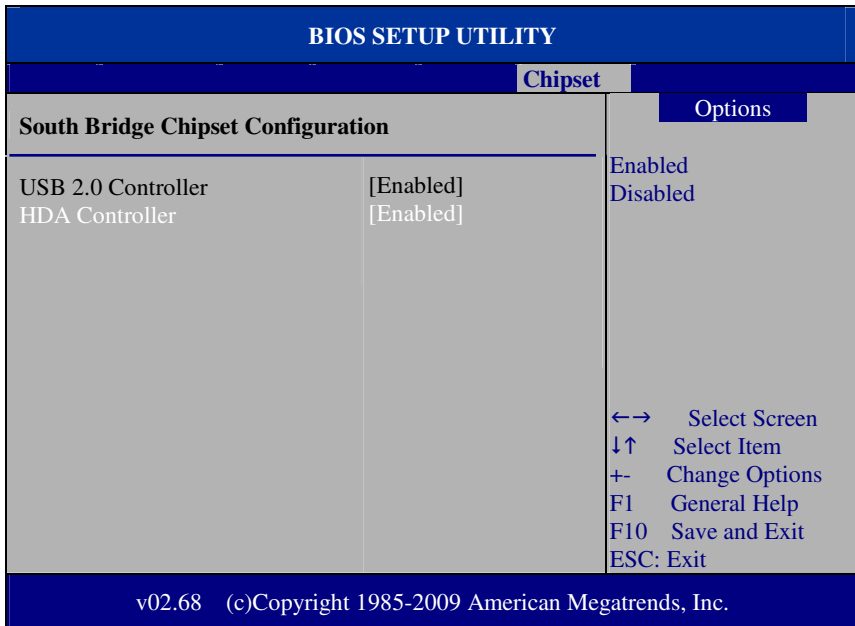 BIOS SETUP UTILITY
Chipset
South Bridge Chipset Configuration
USB 2.0 Controller [Enabled]
HDA Controller [Enabled]
Options
Enabled
Disabled
←→ Select Screen
↓↑ Select Item
+- Change Options
F1 General Help
F10 Save and Exit
ESC: Exit
v02.68 (c)Copyright 1985-2009 American Megatrends, Inc.